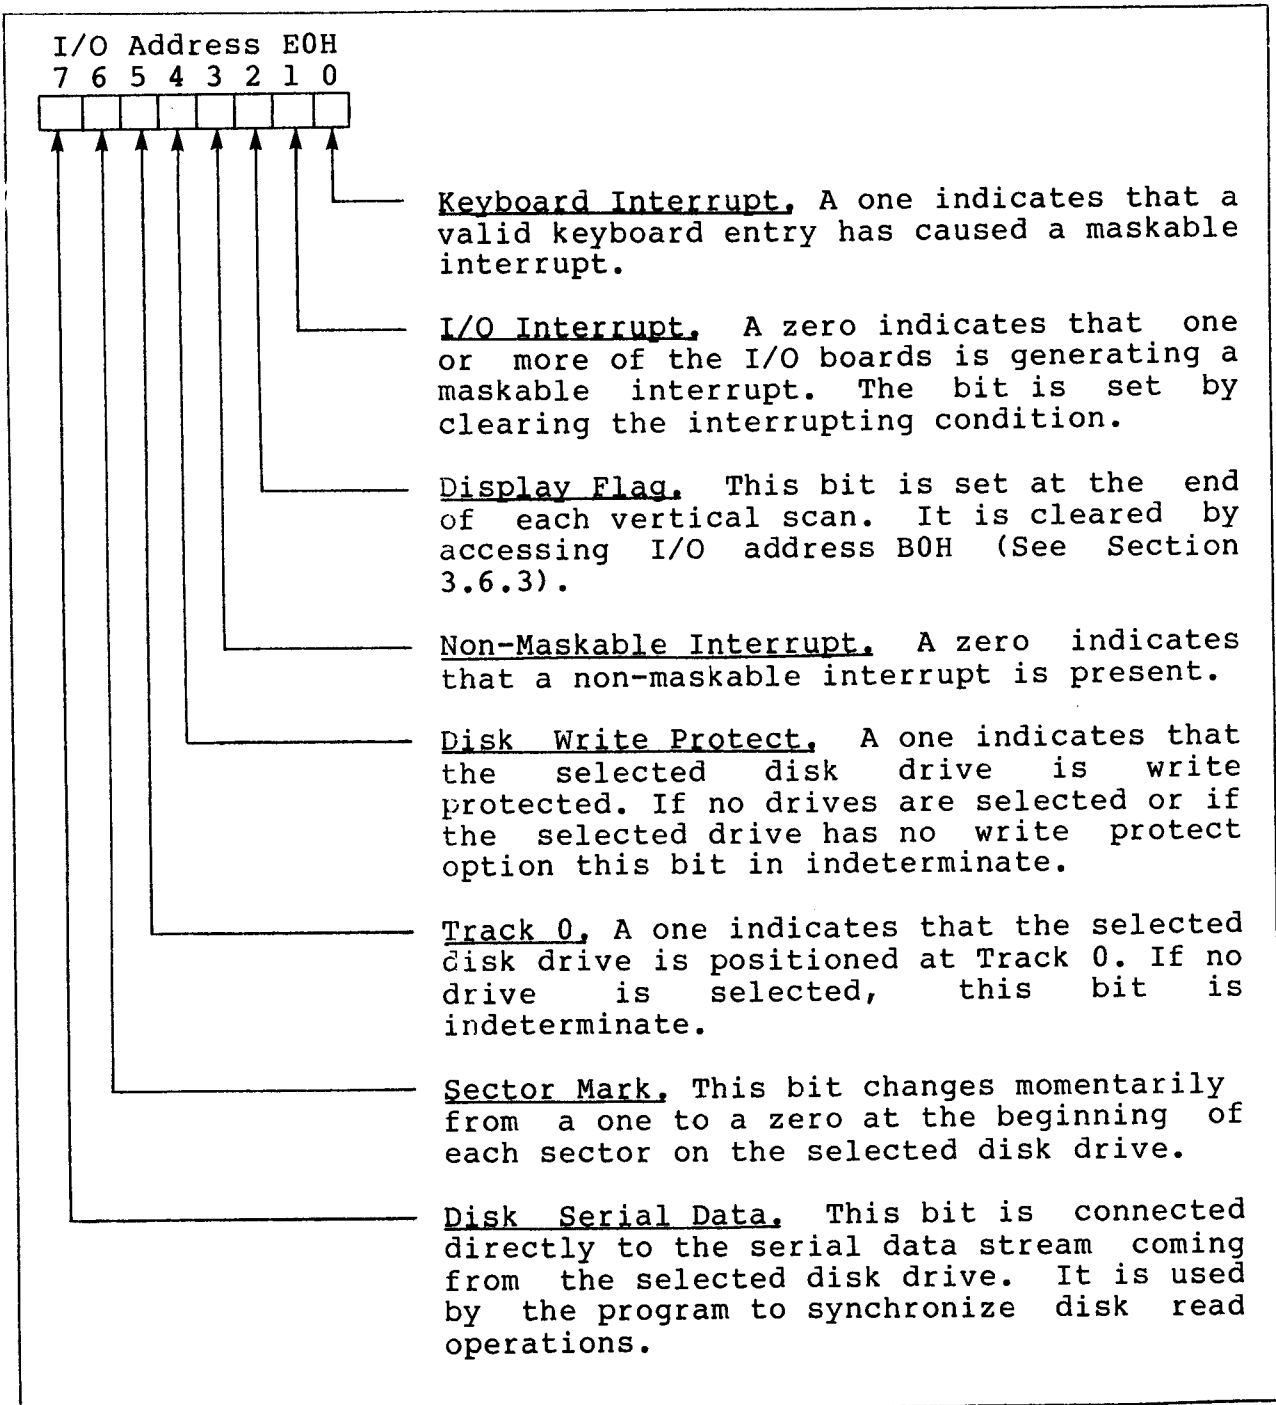 I/O Address E0H
7 6 5 4 3 2 1 0
Keyboard Interrupt. A one indicates that a
valid keyboard entry has caused a maskable
interrupt.
I/O Interrupt. A zero indicates that one
or more of the I/O boards is generating a
maskable interrupt. The bit is set by
clearing the interrupting condition.
Display Flag. This bit is set at the end
of each vertical scan. It is cleared by
accessing I/O address B0H (See Section
3.6.3).
Non-Maskable Interrupt. A zero indicates
that a non-maskable interrupt is present.
Disk Write Protect. A one indicates that
the selected disk drive is write
protected. If no drives are selected or if
the selected drive has no write protect
option this bit in indeterminate.
Track 0. A one indicates that the selected
disk drive is positioned at Track 0. If no
drive is selected, this bit is
indeterminate.
Sector Mark. This bit changes momentarily
from a one to a zero at the beginning of
each sector on the selected disk drive.
Disk Serial Data. This bit is connected
directly to the serial data stream coming
from the selected disk drive. It is used
by the program to synchronize disk read
operations.